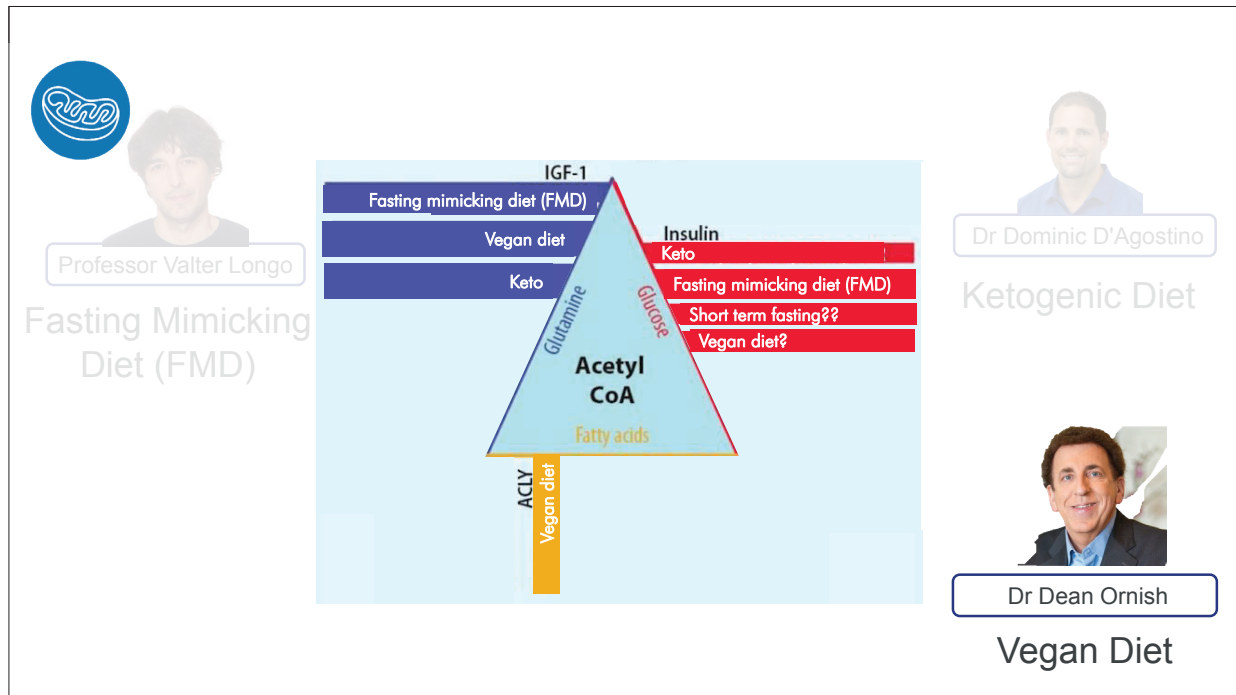 IGF-1
Fasting mimicking diet (FMD)
Vegan diet
Keto
Glutamine
Insulin
Keto
Fasting mimicking diet (FMD)
Short term fasting??
Vegan diet?
Glucose
Acetyl
CoA
Fatty acids
ACLY
Vegan diet
Professor Valter Longo
Fasting Mimicking
Diet (FMD)
Dr Dominic D'Agostino
Ketogenic Diet
Dr Dean Ornish
Vegan Diet